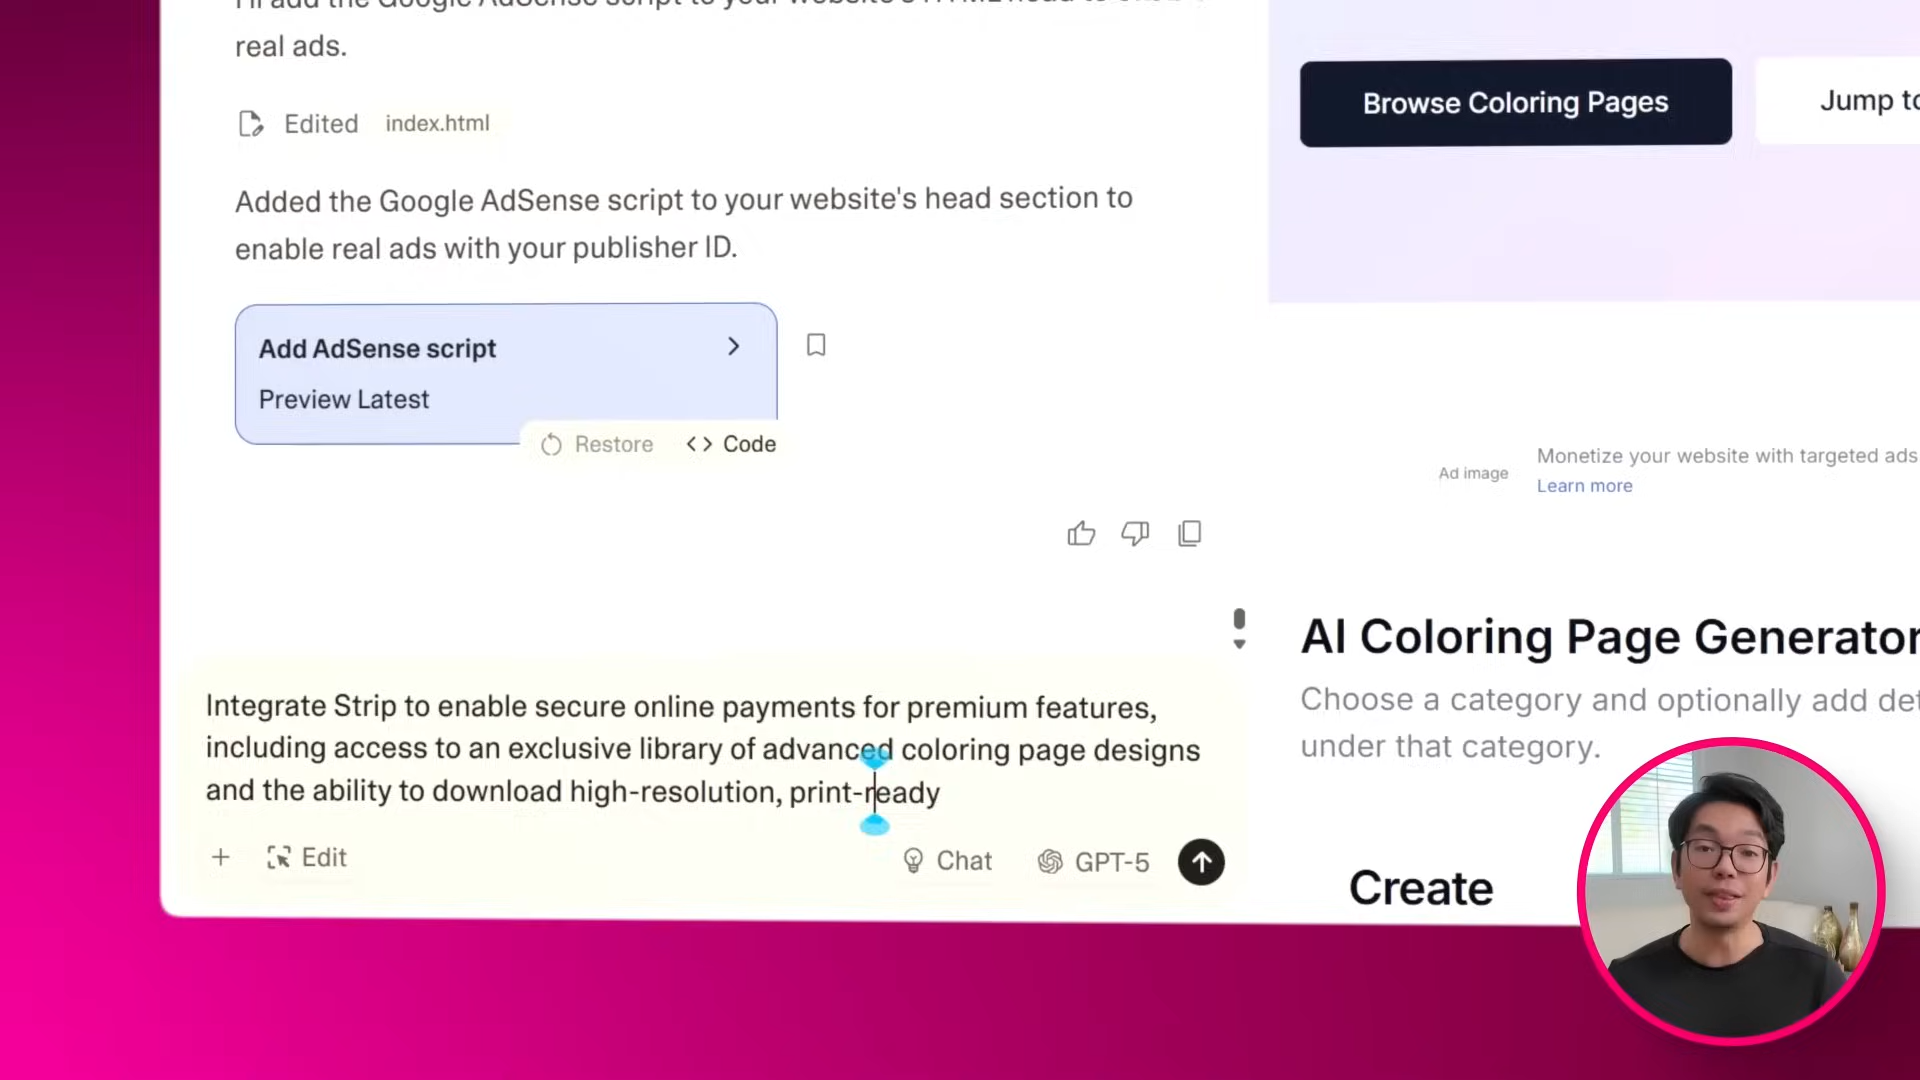 real ads.
Edited index.html
Added the Google AdSense script to your website's head section to
enable real ads with your publisher ID.
Add AdSense script
Preview Latest
Restore
Code
Integrate Strip to enable secure online payments for premium features,
including access to an exclusive library of advanced coloring page designs
and the ability to download high-resolution, print-ready
Edit
Chat
GPT-5
Browse Coloring Pages
Jump to
Ad image
Monetize your website with targeted ads
Learn more
AI Coloring Page Generator
Choose a category and optionally add
under that category.
Create